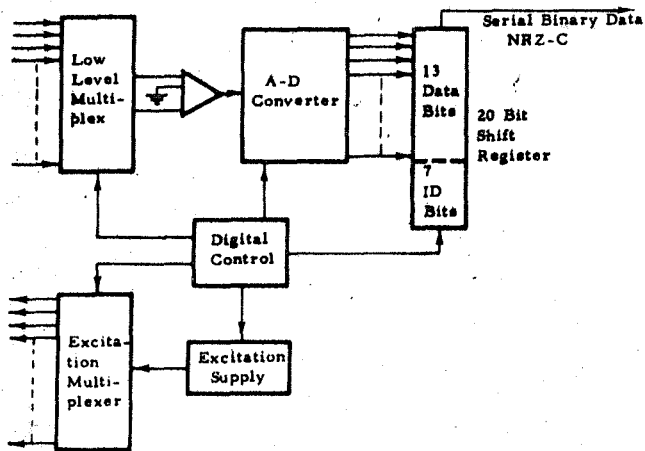 Serial Binary Data
NRZ-C
Low
Level
Multi-
plex
A-D
Converter
13
Data
Bits
20 Bit
Shift
Register
7
ID
Bits
Digital
Control
Excita-
tion
Multi-
plexer
Excitation
Supply